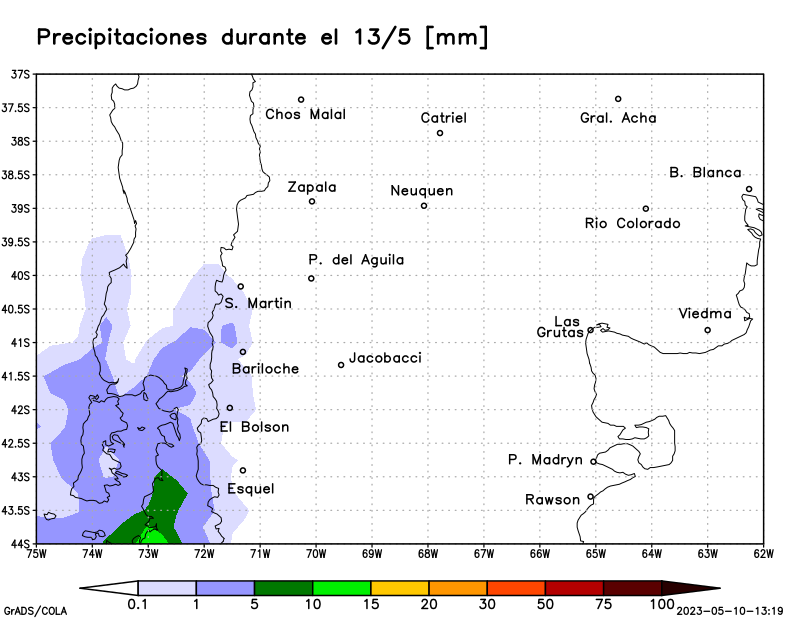 Precipitaciones durante el 13/5 [mm]
37S
37.5S
Chos Malal
Catriel
Gral. Acha
38S
38.5S
B. Blanca
Zapala
Neuquen
39S
Rio Colorado
39.5S
P. del Aguila
40S
S. Martin
40.5S
Las
Grutas
Viedma
41S
Jacobacci
Bariloche
41.5S
42S
El Bolson
42.5S
P. Madryn
43S
Esquel
Rawson
43.5S
44S
75W 74W 73W 72W 71W 70W 69W 68W 67W 66W 65W 64W 63W 62W
0.1 1 5 10 15 20 30 50 75 100
GrADS/COLA
2023-05-10-13:19